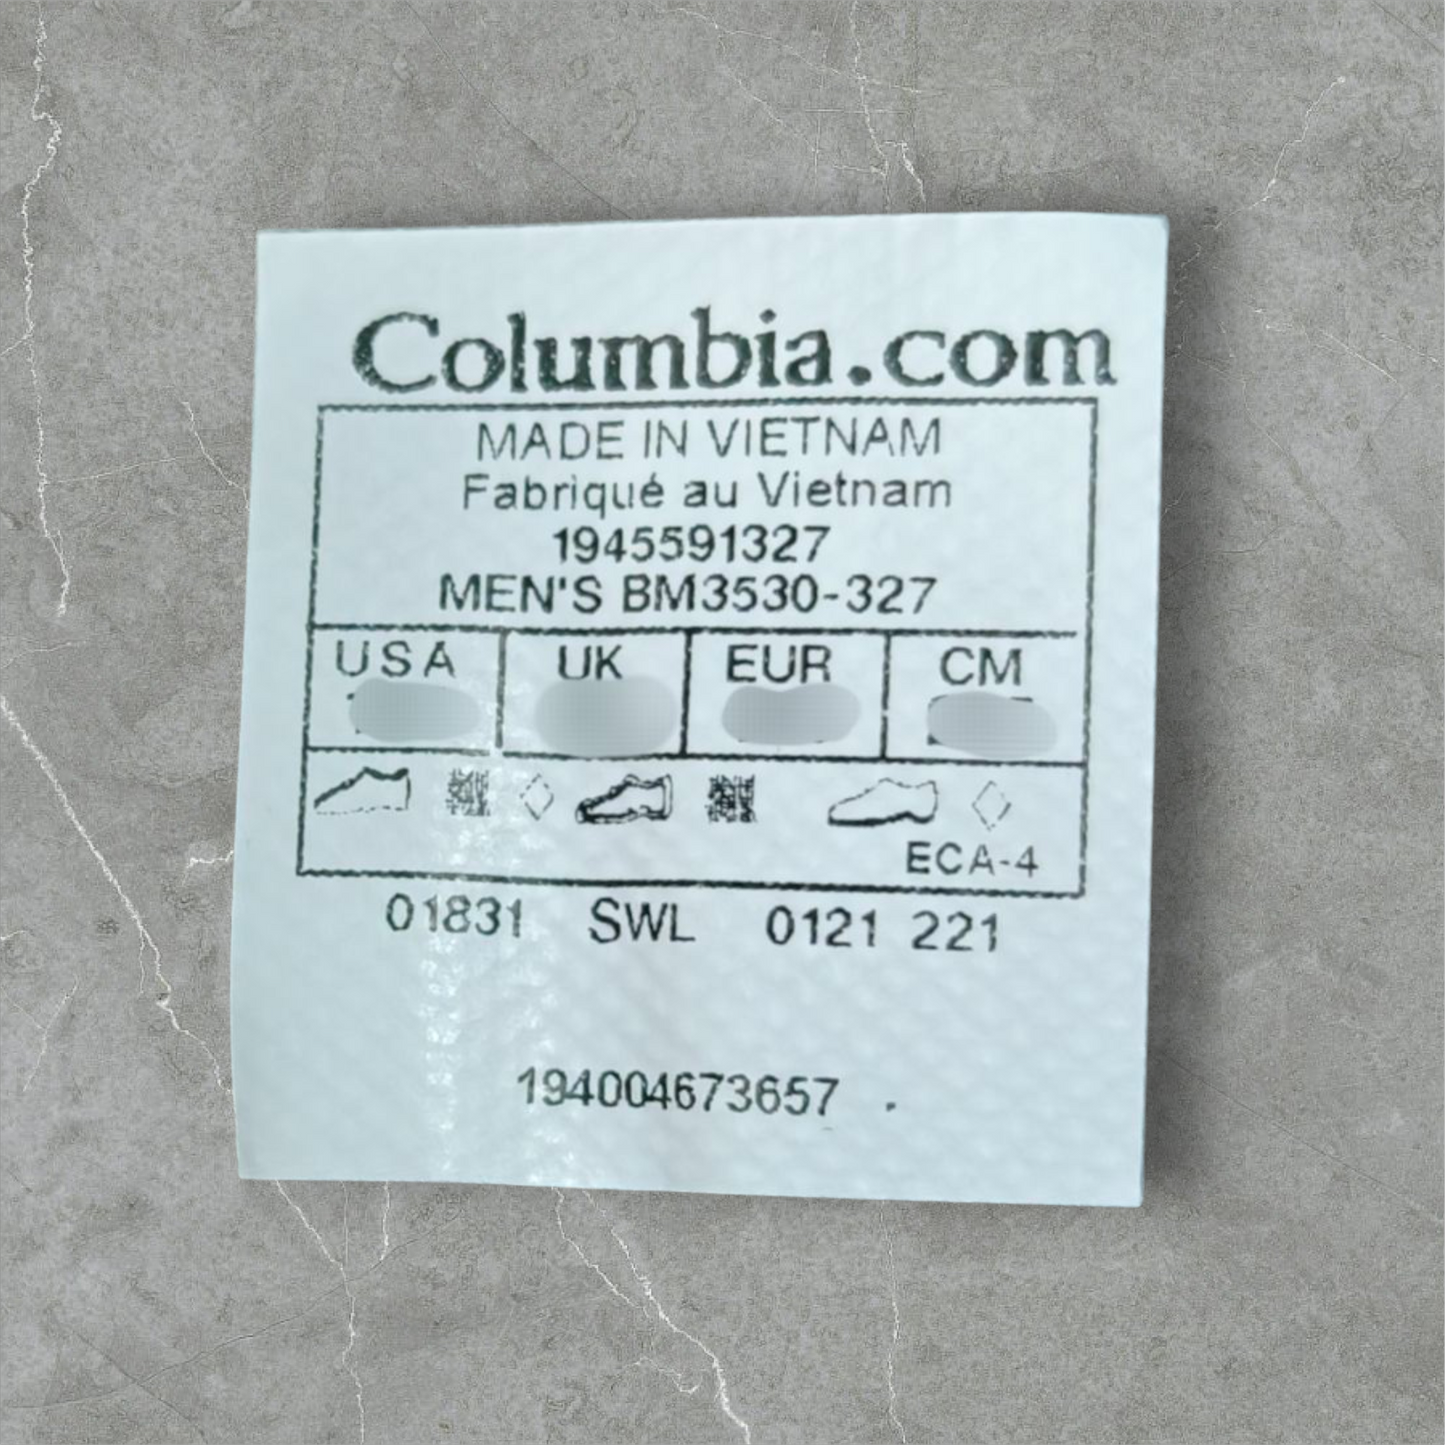 Columbia.com
MADE IN VIETNAM
Fabriqué au Vietnam
1945591327
MEN'S BM3530-327
USA UK EUR CM
ECA-4
01831 SWL 0121 221
194004673657